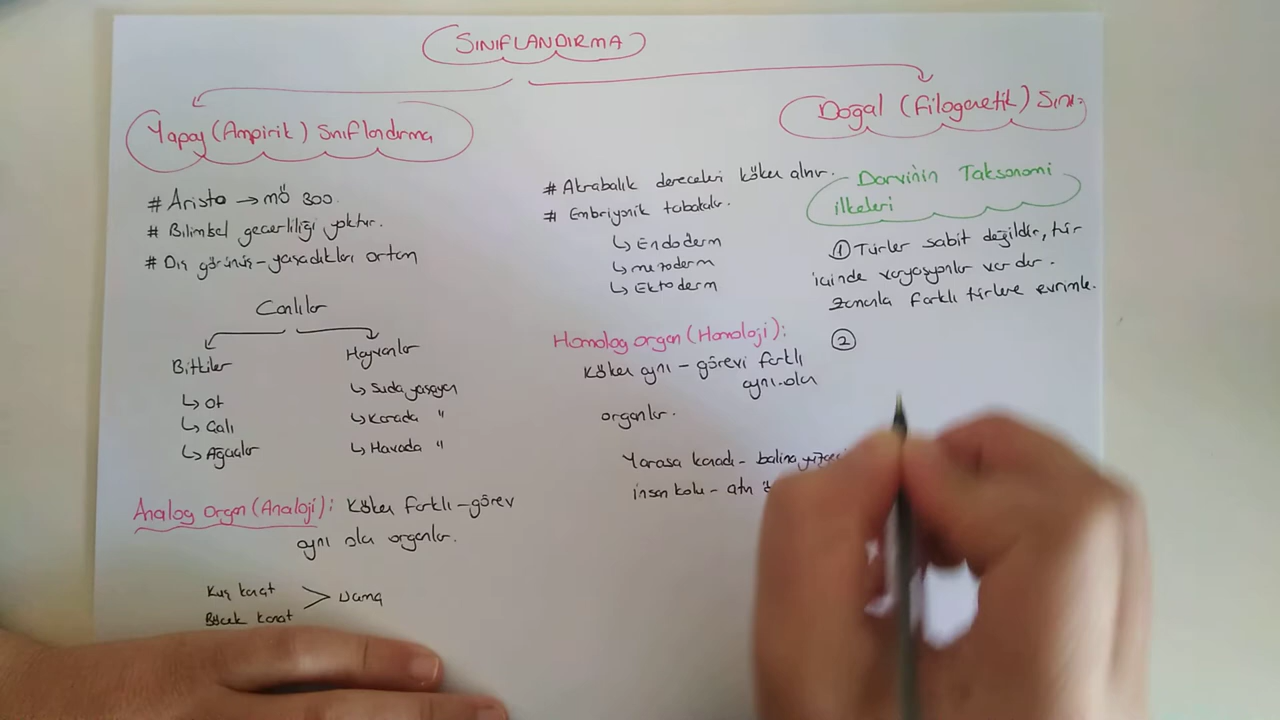 SINIFLANDIRMA
Yapay (Ampirik) Sınıflandırma
# Aristo → mö 300.
# Bilimsel geçerliliği yoktur.
# Dış görünüş - yaşadıkları ortam
Canlılar
Bitkiler
↳ ot
↳ Çalı
↳ Ağaçlar
Hayvanlar
↳ Suda yaşayan
↳ Karada "
↳ Havada "
Analog Organ (Analoji): Köken farklı - görev
aynı olan organlar.
Kuş kanat
Böcek kanat
> Uçma
Doğal (Filogenetik) Sını.
# Akrabalık dereceleri köken alınır.
# Embriyonik tabakalar.
↳ Endoderm
↳ mezoderm
↳ Ektoderm
Homolog organ (Homoloji):
Köken aynı - görevi farklı
aynı olan
organlar.
Yarasa kanadı - balina
insan kolu - atın
Darvinin Taksonomi
ilkeleri
① Türler sabit değildir, tür
içinde varyasyonlar vardır.
Zamanla farklı türlere evrimle.
②